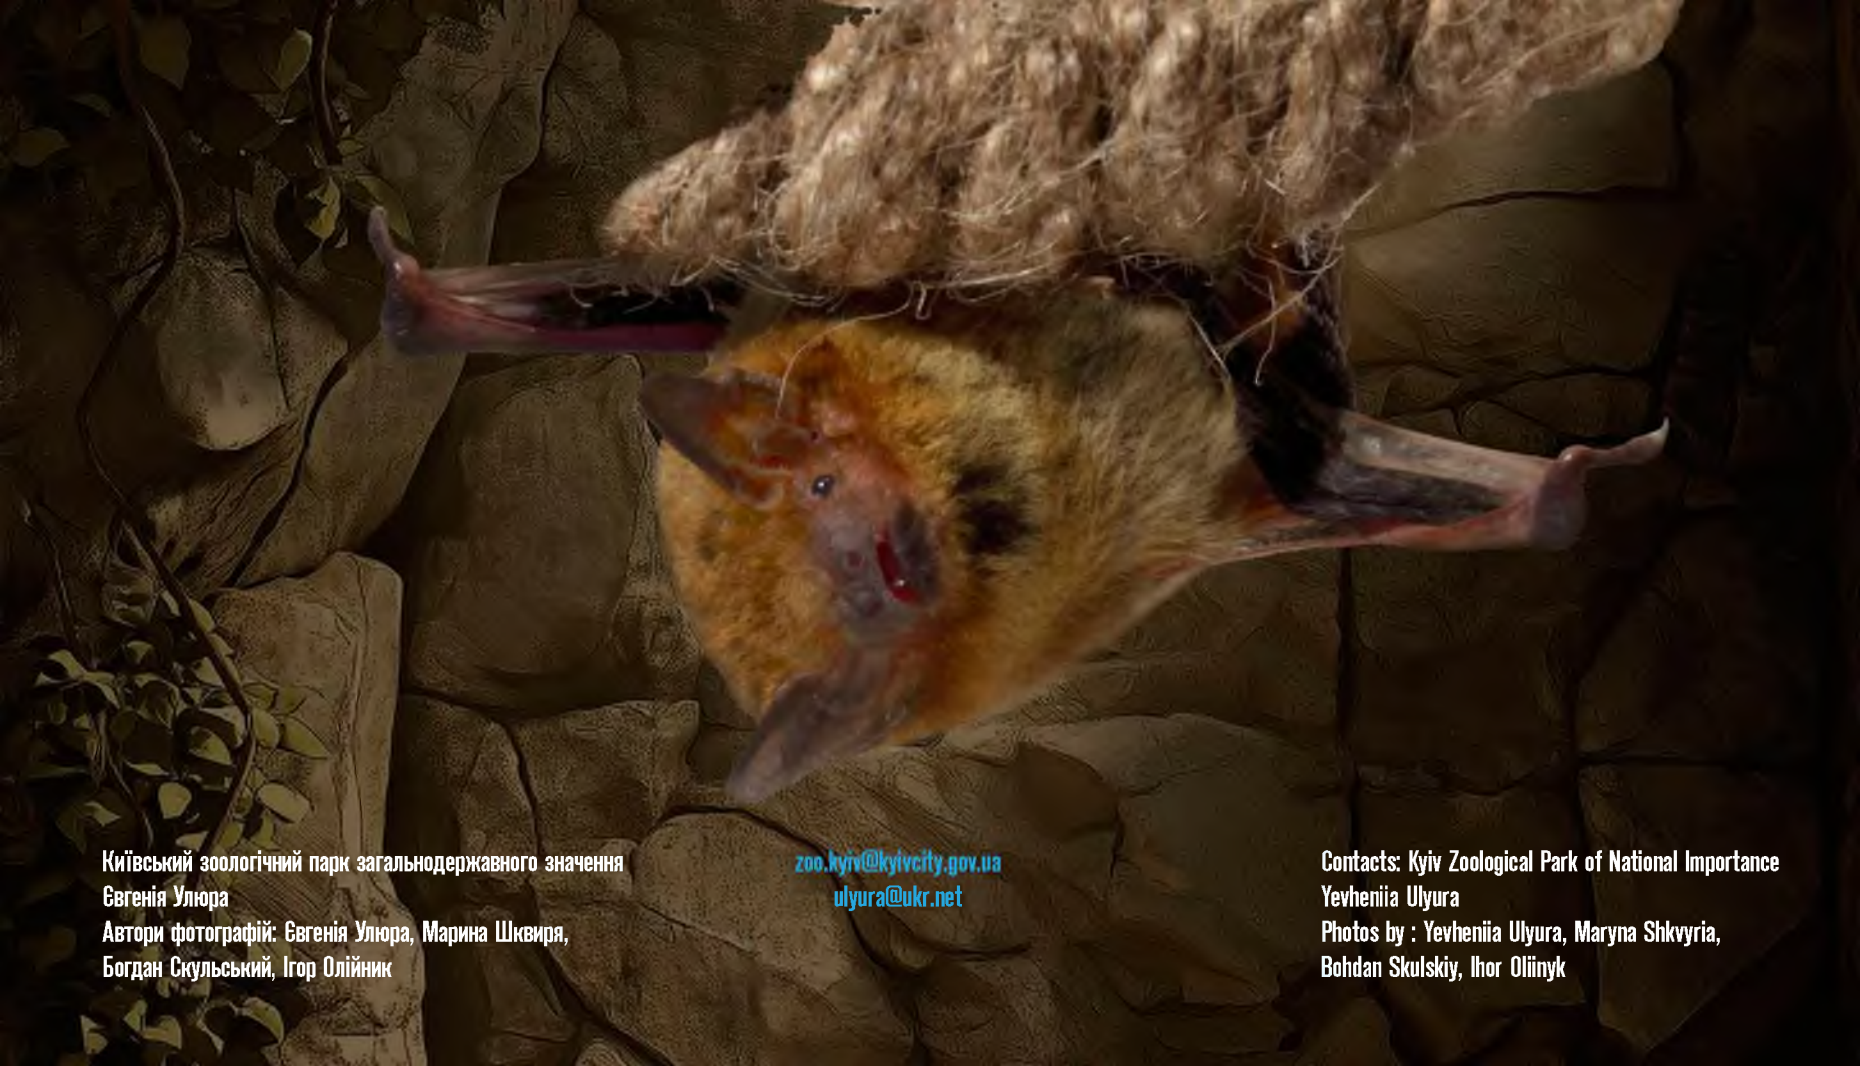 Київський зоологічний парк загальнодержавного значення
Євгенія Улюра
Автори фотографій: Євгенія Улюра, Марина Шквиря,
Богдан Скульський, Ігор Олійник
zoo.kyiv@kyivcity.gov.ua
ulyura@ukr.net
Contacts: Kyiv Zoological Park of National Importance
Yevheniia Ulyura
Photos by : Yevheniia Ulyura, Maryna Shkvyria,
Bohdan Skulskiy, Ihor Oliinyk